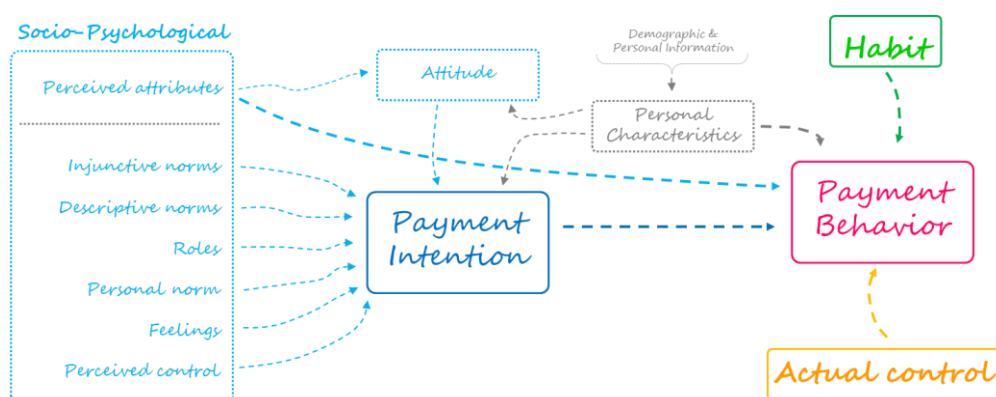 Socio-Psychological
Perceived attributes
Injunctive norms
Descriptive norms
Roles
Personal norm
Feelings
Perceived control
Attitude
Demographic &
Personal Information
Personal
Characteristics
Payment
Intention
Habit
Payment
Behavior
Actual control